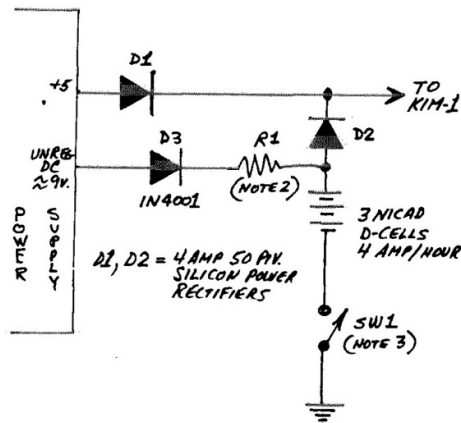 D1
+5
TO
KIM-1
D2
D3
R1
UNREG
DC
≈9V.
(NOTE 2)
1N4001
POWER
SUPPLY
3 NICAD
D-CELLS
4 AMP/HOUR
D1, D2 = 4 AMP 50 PIV.
SILICON POWER
RECTIFIERS
SW1
(NOTE 3)